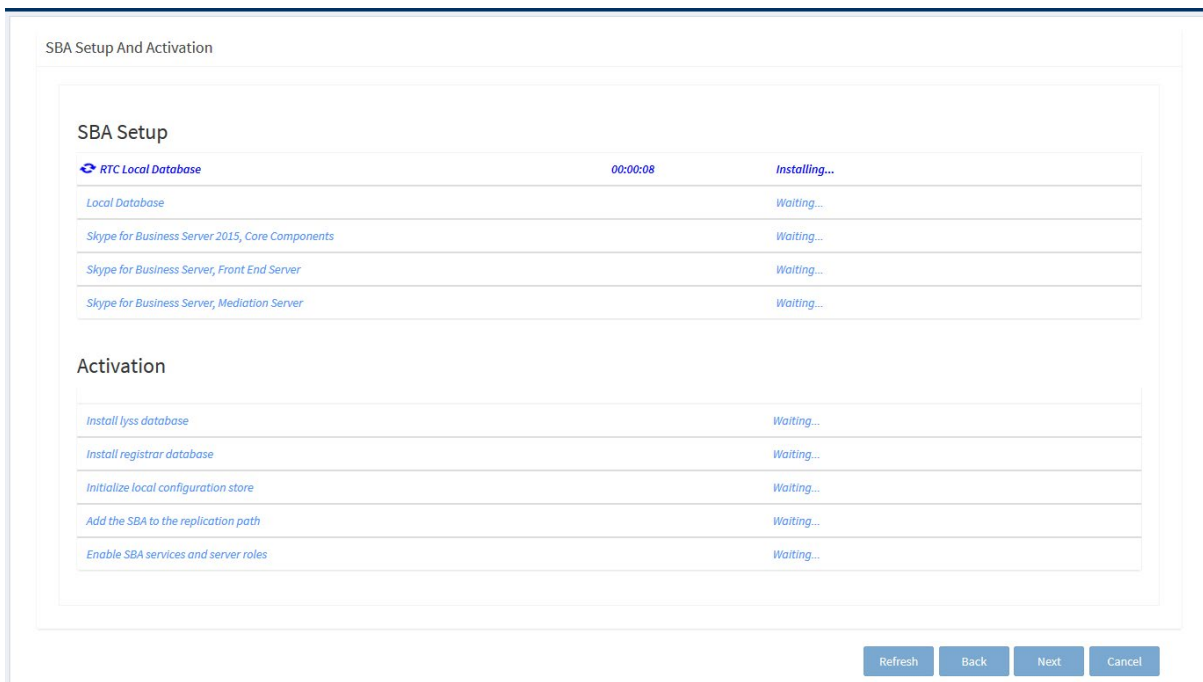 SBA Setup And Activation
SBA Setup
RTC Local Database 00:00:08 Installing...
Local Database Waiting...
Skype for Business Server 2015, Core Components Waiting...
Skype for Business Server, Front End Server Waiting...
Skype for Business Server, Mediation Server Waiting...
Activation
Install lyss database Waiting...
Install registrar database Waiting...
Initialize local configuration store Waiting...
Add the SBA to the replication path Waiting...
Enable SBA services and server roles Waiting...
Refresh Back Next Cancel